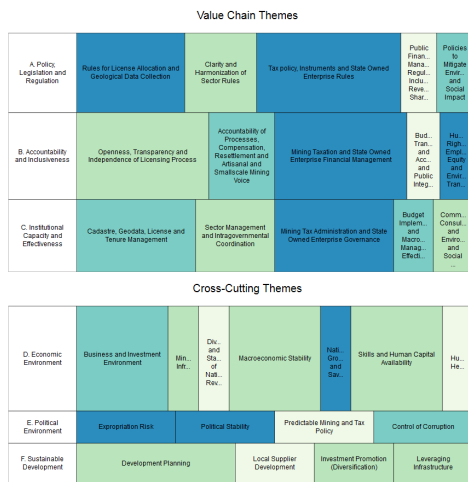 Value Chain Themes
A. Policy,
Legislation and
Regulation
Rules for License Allocation and
Geological Data Collection
Clarity and
Harmonization of
Sector Rules
Tax policy, Instruments and State Owned
Enterprise Rules
Public
Finan...
Mana...
Regul...
Inclu...
Reve...
Shar...
Policies
to
Mitigate
Envir...
and
Social
Impact
B. Accountability
and Inclusiveness
Openness, Transparency and
Independence of Licensing Process
Accountability of
Processes,
Compensation,
Resettlement and
Artisanal and
Smallscale Mining
Voice
Mining Taxation and State Owned
Enterprise Financial Management
Bud...
Tran...
and
Acc...
and
Public
Integ...
Hu...
Righ...
Empl...
Equity
and
Envir...
Tran...
C. Institutional
Capacity and
Effectiveness
Cadastre, Geodata, License and
Tenure Management
Sector Management
and Intragovernmental
Coordination
Mining Tax Administration and State
Owned Enterprise Governance
Budget
Implem...
and
Macro...
Manag...
Effecti...
Comm...
Consul...
and
Enviro...
and
Social
...
Cross-Cutting Themes
D. Economic
Environment
Business and Investment
Environment
Min...
Infr...
Div...
and
Sta...
of
Nati...
Rev...
Macroeconomic Stability
Nati...
Gro...
and
Sav...
Skills and Human Capital
Availability
Hu...
He...
E. Political
Environment
Expropriation Risk
Political Stability
Predictable Mining and Tax
Policy
Control of Corruption
F. Sustainable
Development
Development Planning
Local Supplier
Development
Investment Promotion
(Diversification)
Leveraging
Infrastructure